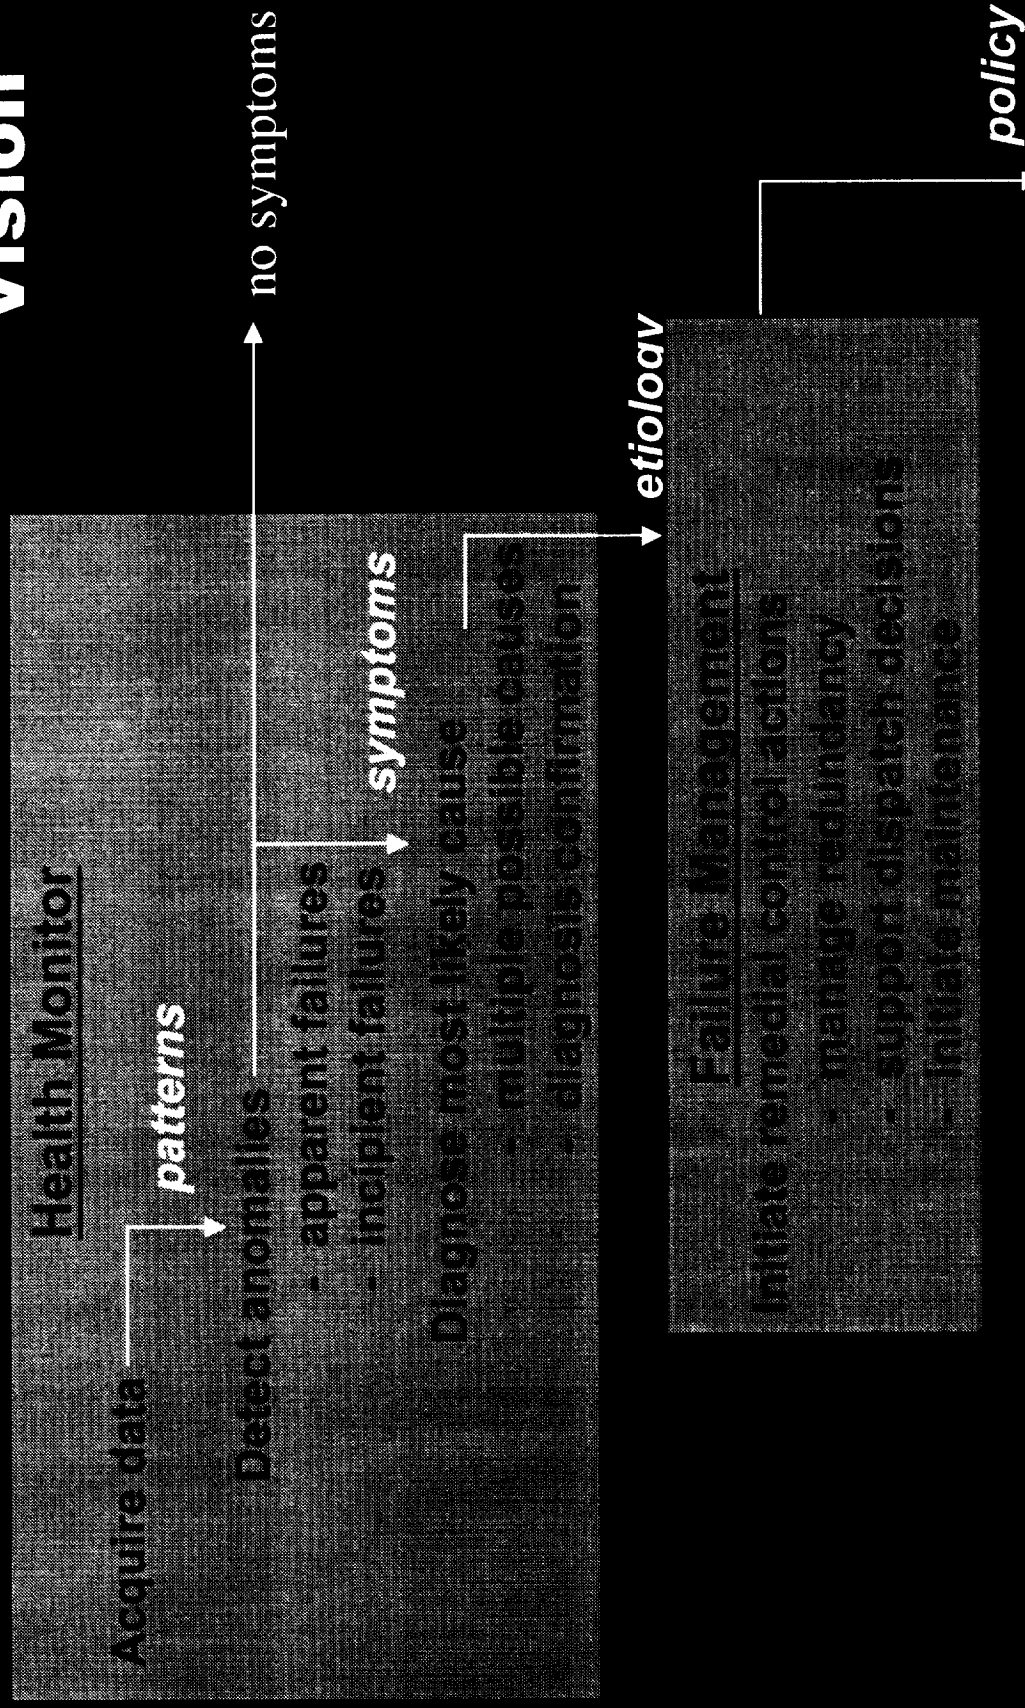 Vision
Health Monitor
Acquire data
patterns
Detect anomalies
no symptoms
- apparent failures
- incipient failures
symptoms
Diagnose most likely cause
- multiple possible causes
- diagnosis confirmation
etiology
Failure Management
Initiate remedial control actions
- manage redundancy
- support dispatch decisions
- initiate maintenance
policy